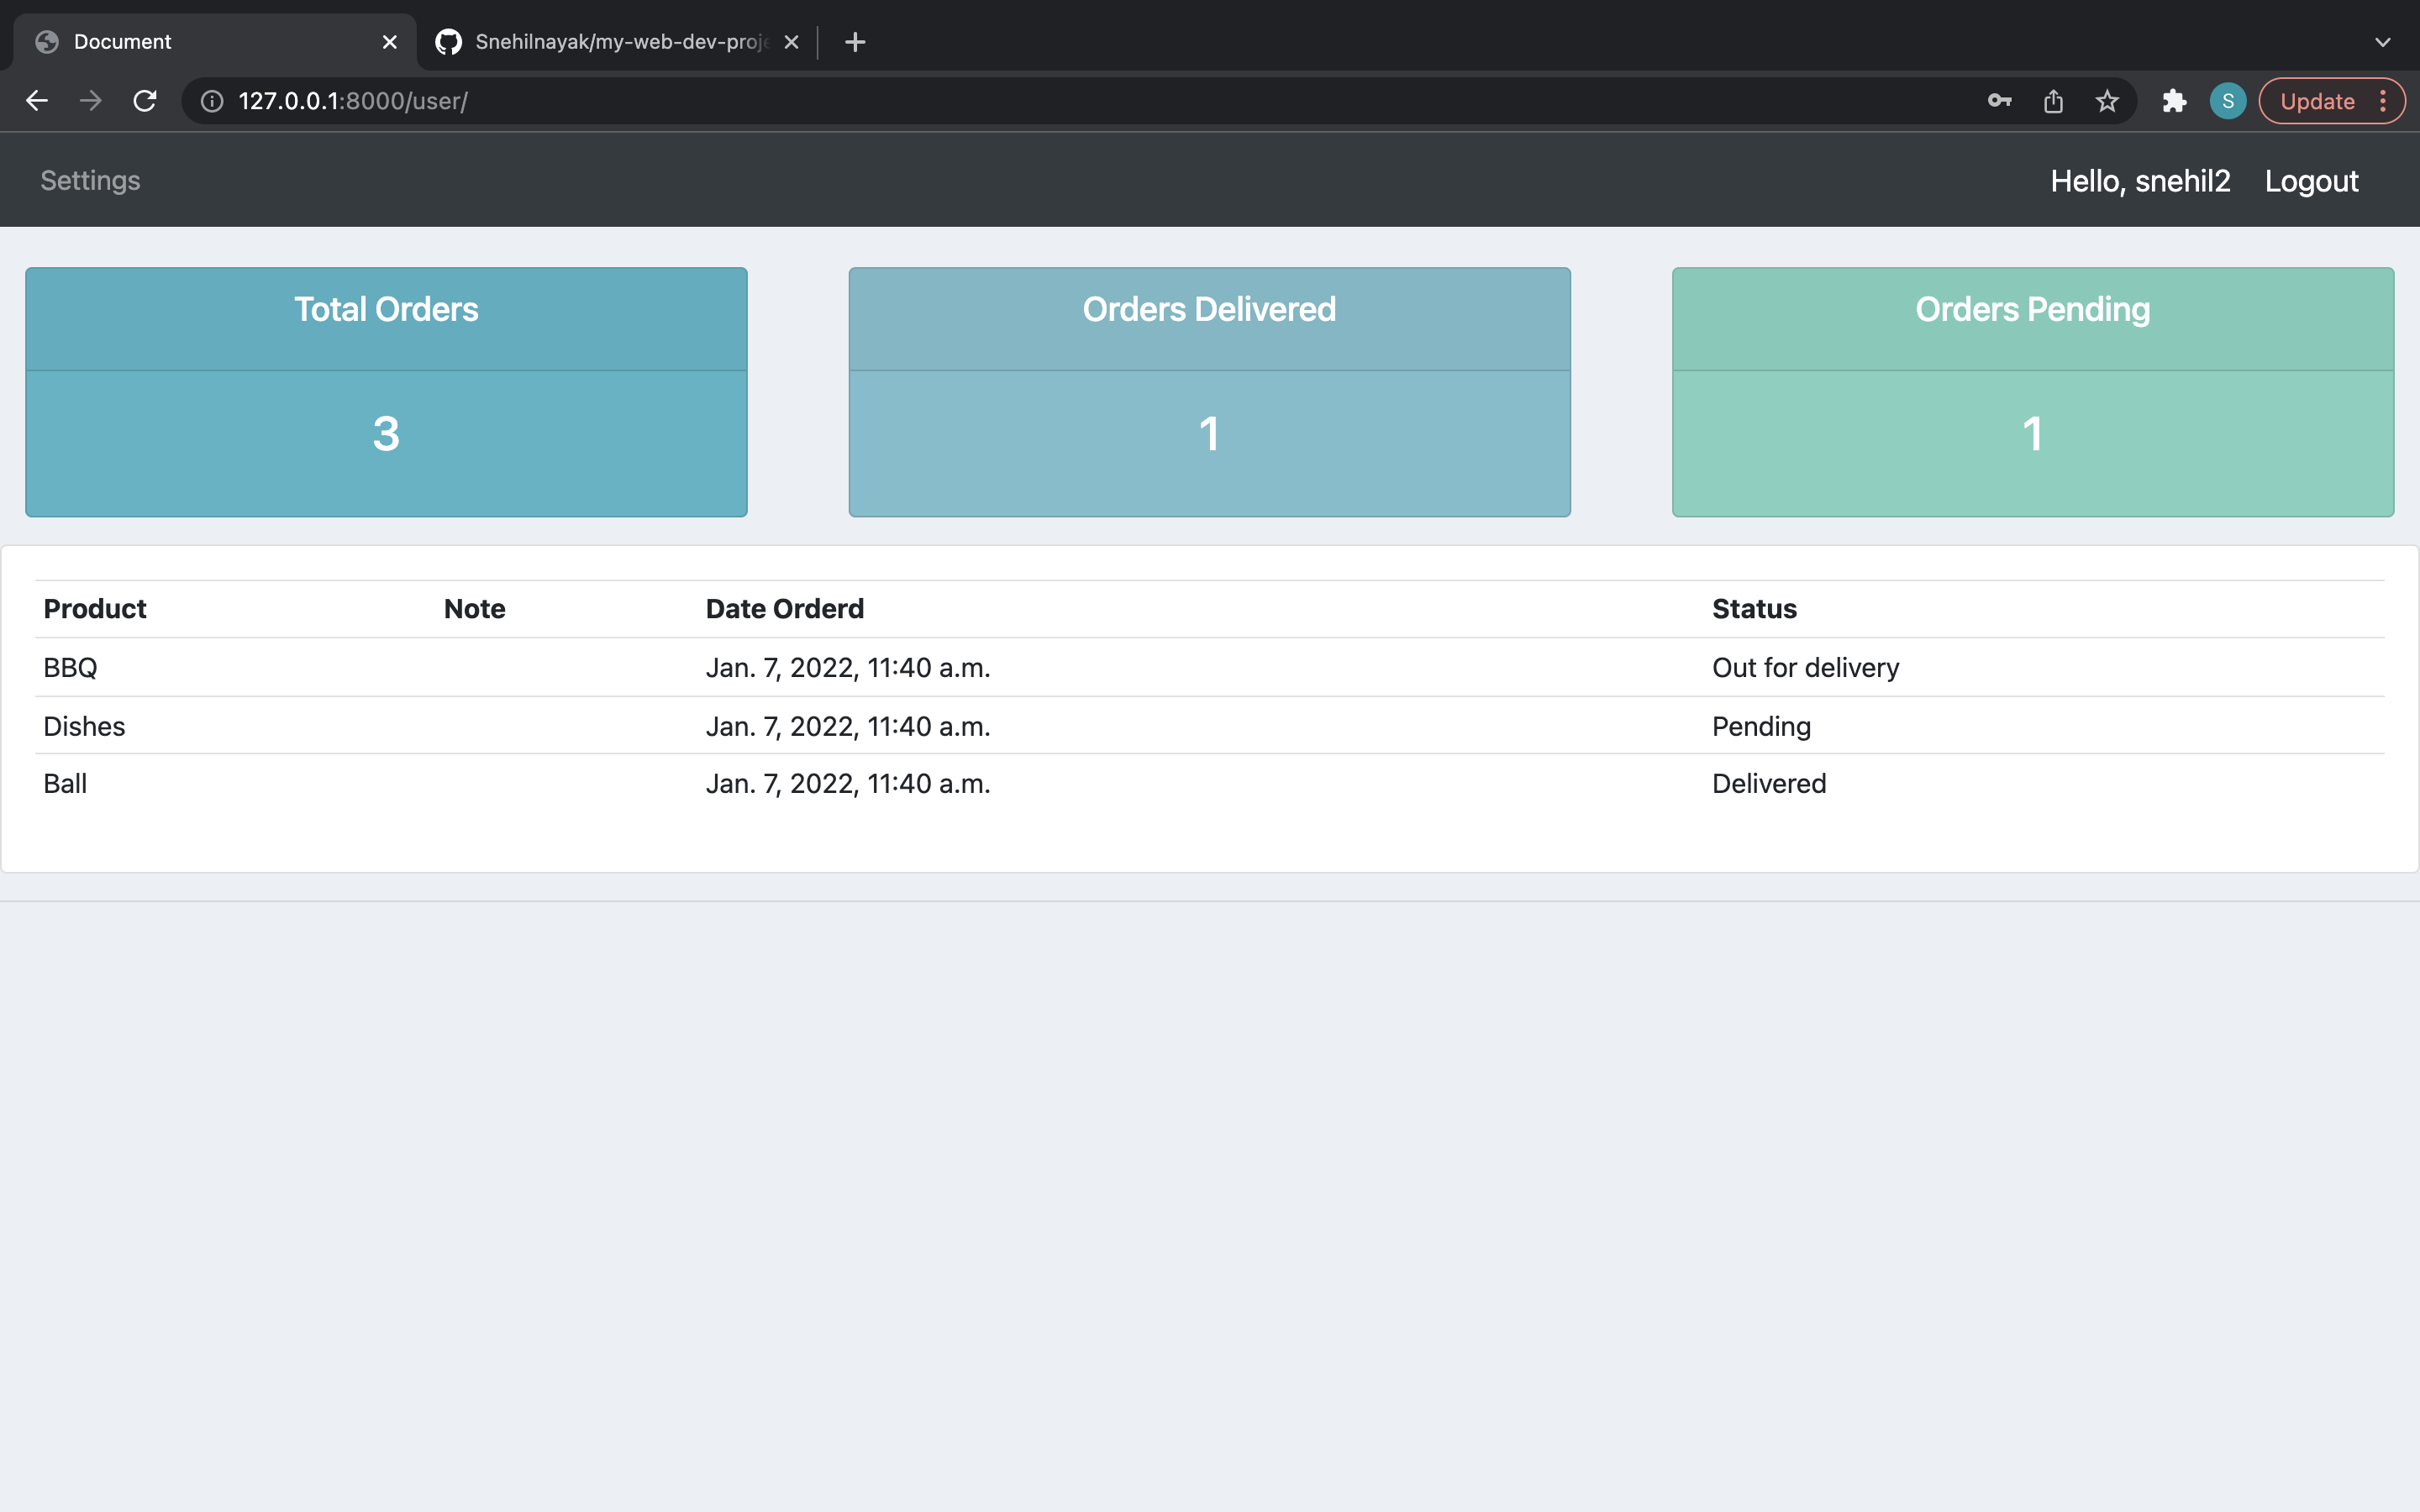 Document
Snehilnayak/my-web-dev-proje
127.0.0.1:8000/user/
S
Update
Settings
Hello, snehil2 Logout
Total Orders
Orders Delivered
Orders Pending
3
1
1
Product Note Date Orderd Status
BBQ Jan. 7, 2022, 11:40 a.m. Out for delivery
Dishes Jan. 7, 2022, 11:40 a.m. Pending
Ball Jan. 7, 2022, 11:40 a.m. Delivered